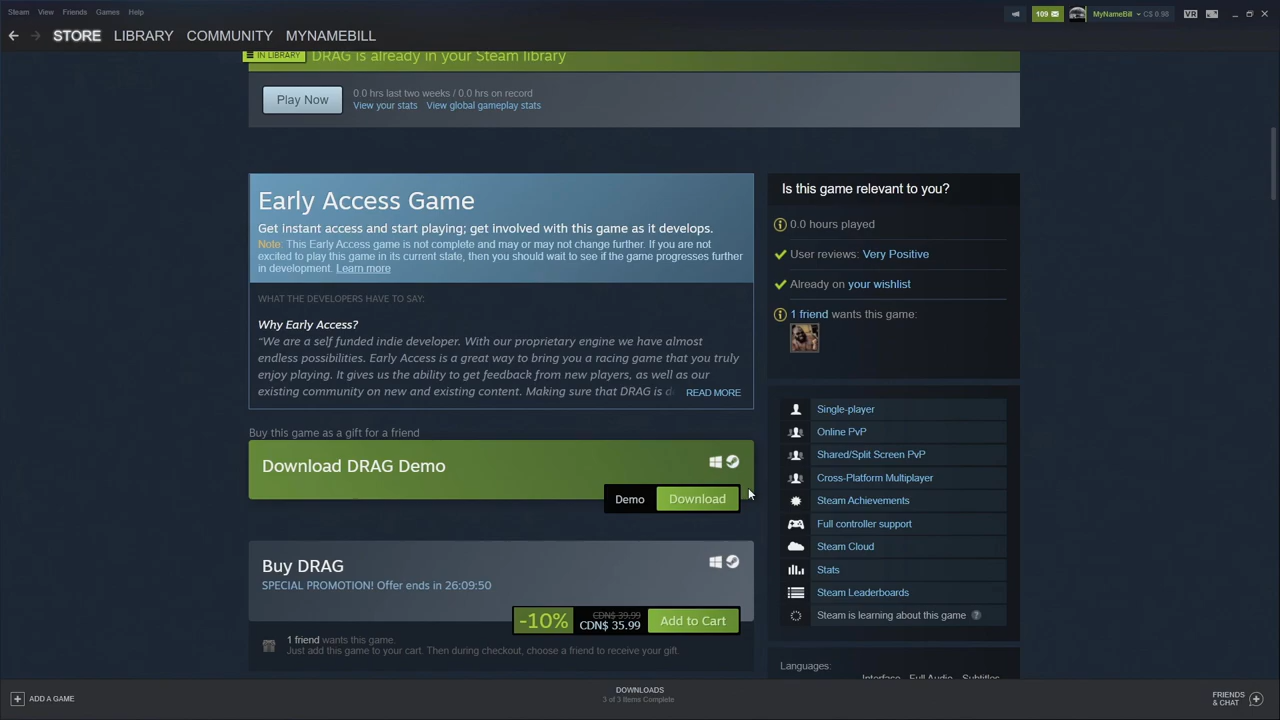 Steam View Friends Games Help
109 MyNameBill C$ 0.98 VR
STORE LIBRARY COMMUNITY MYNAMEBILL
IN LIBRARY DRAG is already in your Steam library
Play Now
0.0 hrs last two weeks / 0.0 hrs on record
View your stats View global gameplay stats
Early Access Game
Get instant access and start playing; get involved with this game as it develops.
Note: This Early Access game is not complete and may or may not change further. If you are not
excited to play this game in its current state, then you should wait to see if the game progresses further
in development. Learn more
WHAT THE DEVELOPERS HAVE TO SAY:
Why Early Access?
“We are a self funded indie developer. With our proprietary engine we have almost
endless possibilities. Early Access is a great way to bring you a racing game that you truly
enjoy playing. It gives us the ability to get feedback from new players, as well as our
existing community on new and existing content. Making sure that DRAG is d READ MORE
Buy this game as a gift for a friend
Download DRAG Demo
Demo Download
Buy DRAG
SPECIAL PROMOTION! Offer ends in 26:09:50
-10% CDN$ 39.99 CDN$ 35.99 Add to Cart
1 friend wants this game.
Just add this game to your cart. Then during checkout, choose a friend to receive your gift.
Is this game relevant to you?
0.0 hours played
User reviews: Very Positive
Already on your wishlist
1 friend wants this game:
Single-player
Online PvP
Shared/Split Screen PvP
Cross-Platform Multiplayer
Steam Achievements
Full controller support
Steam Cloud
Stats
Steam Leaderboards
Steam is learning about this game ?
Languages:
Interface Full Audio Subtitles
ADD A GAME
DOWNLOADS
3 of 3 Items Complete
FRIENDS
& CHAT